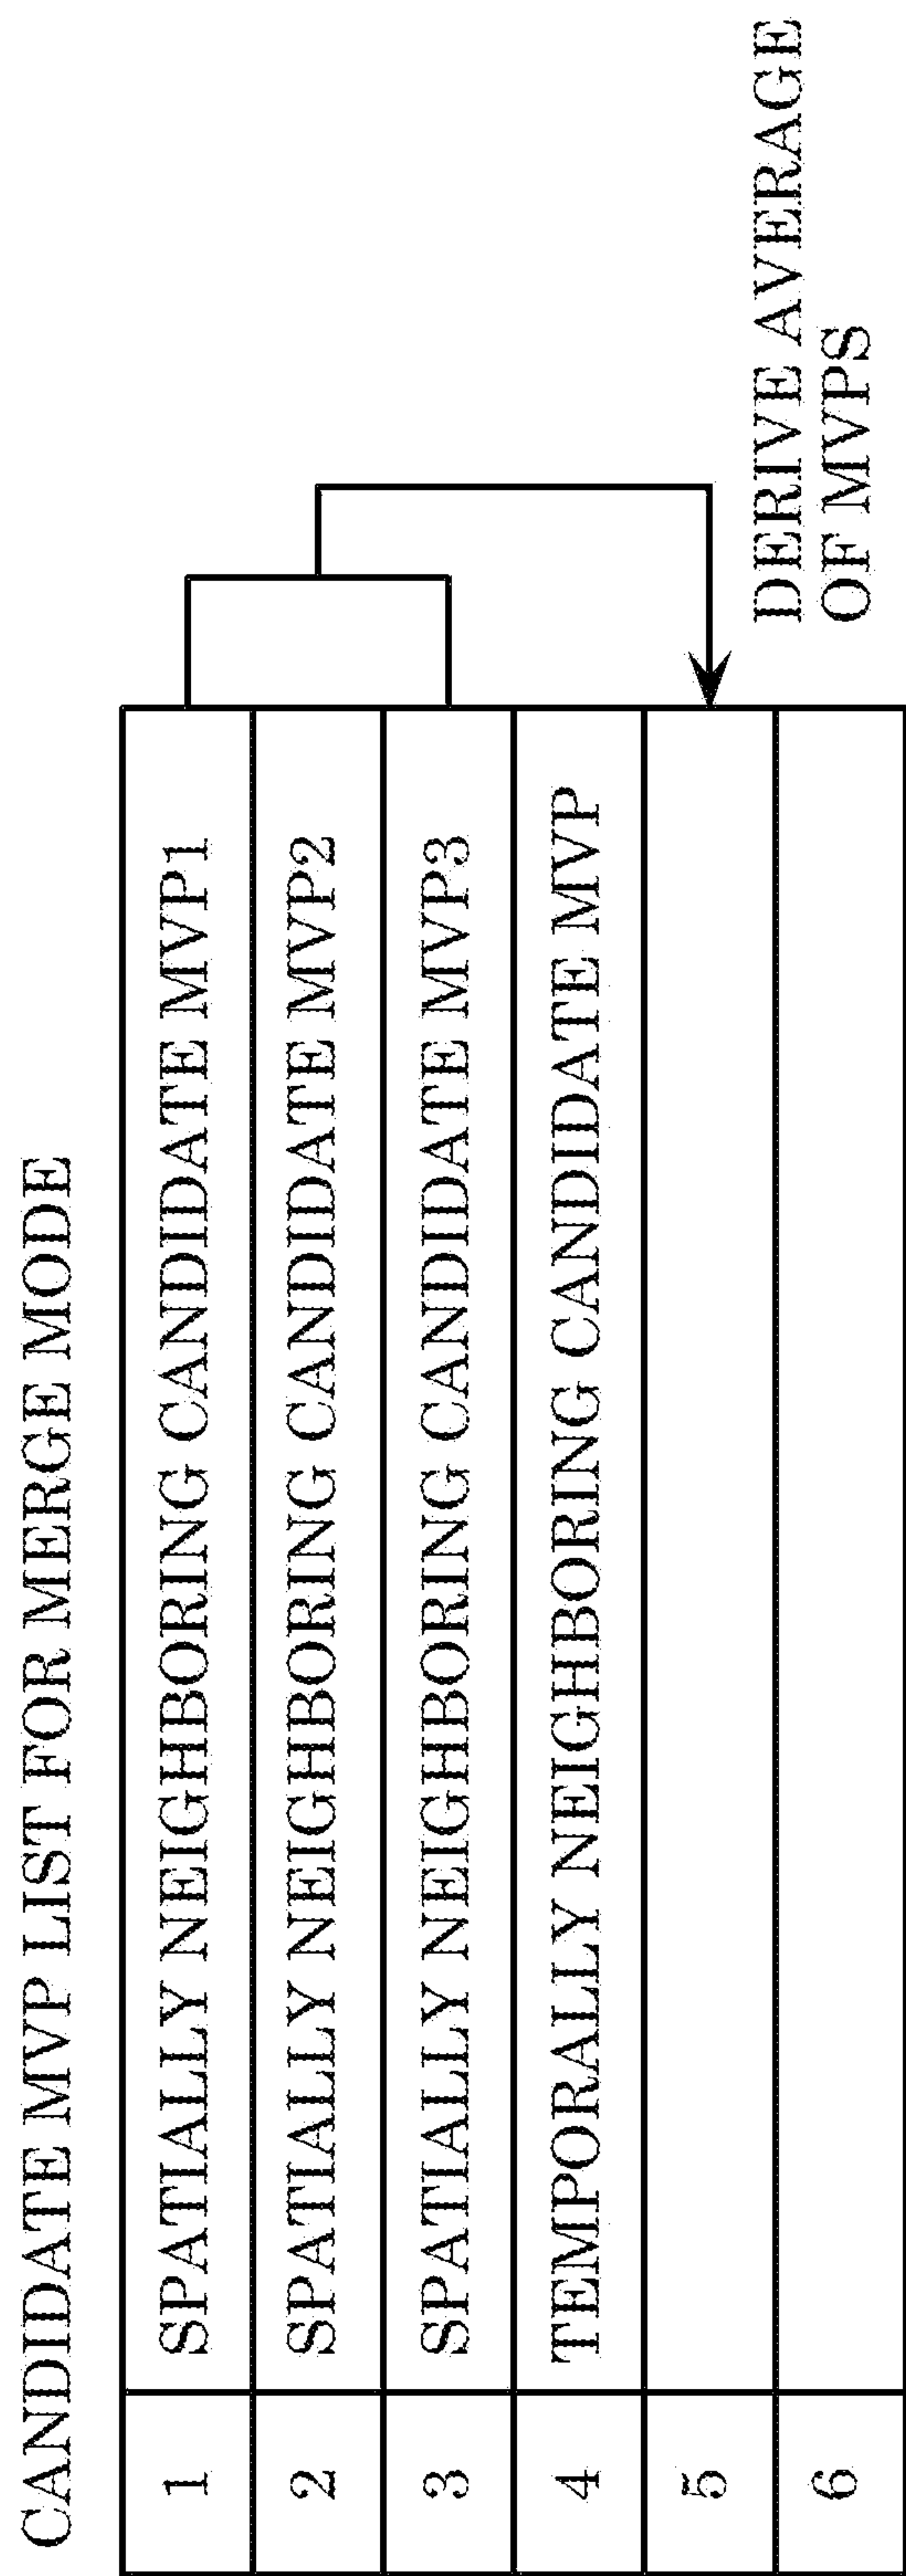 CANDIDATE MVP LIST FOR MERGE MODE
1 SPATIALLY NEIGHBORING CANDIDATE MVP1
2 SPATIALLY NEIGHBORING CANDIDATE MVP2
3 SPATIALLY NEIGHBORING CANDIDATE MVP3
4 TEMPORALLY NEIGHBORING CANDIDATE MVP
5
6
DERIVE AVERAGE
OF MVPS